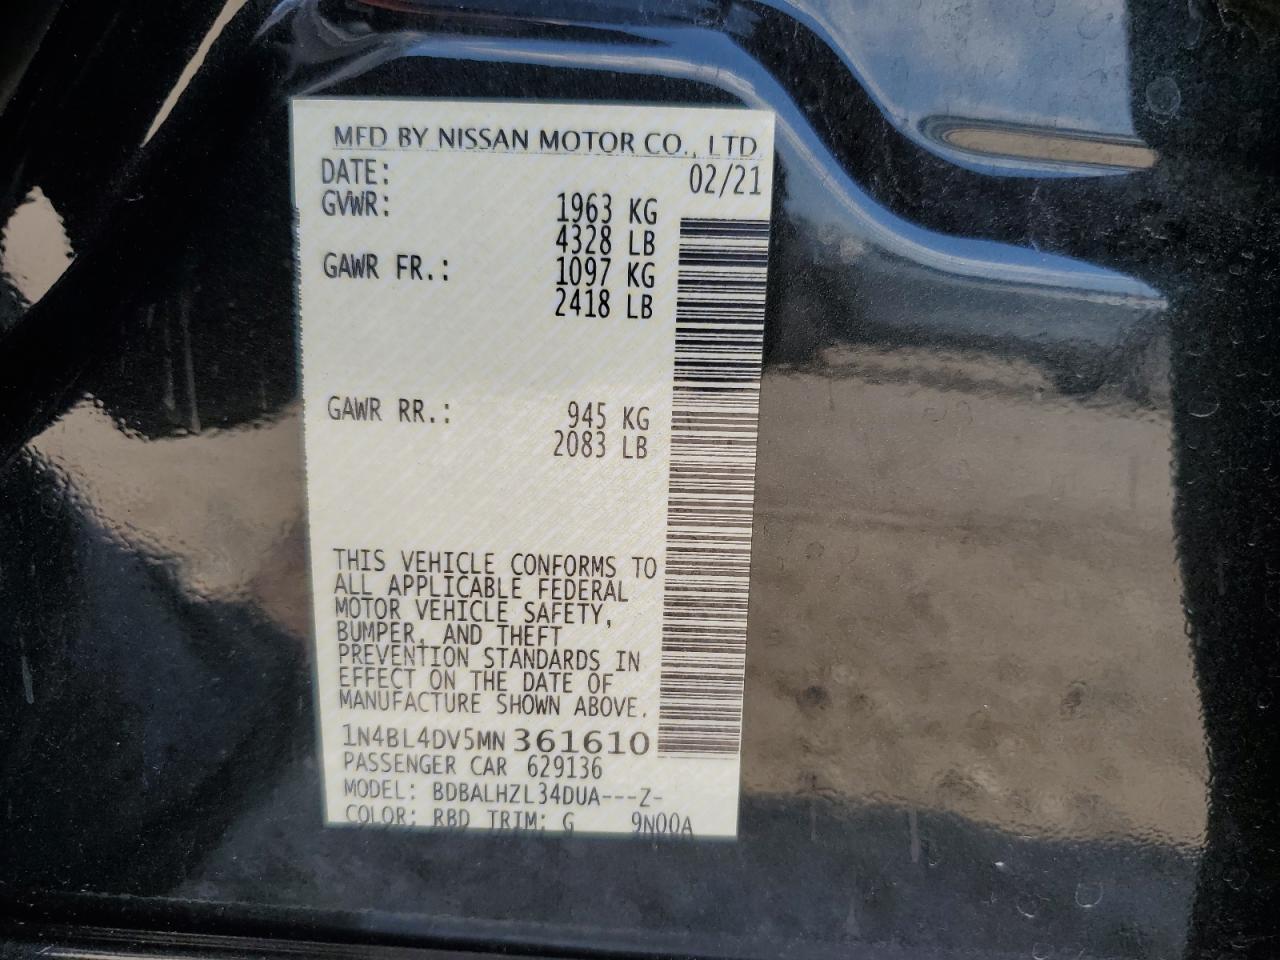 MFD BY NISSAN MOTOR CO., LTD
DATE: 02/21
GVWR: 1963 KG
4328 LB
GAWR FR.: 1097 KG
2418 LB
GAWR RR.: 945 KG
2083 LB
THIS VEHICLE CONFORMS TO
ALL APPLICABLE FEDERAL
MOTOR VEHICLE SAFETY,
BUMPER, AND THEFT
PREVENTION STANDARDS IN
EFFECT ON THE DATE OF
MANUFACTURE SHOWN ABOVE.
1N4BL4DV5MN361610
PASSENGER CAR 629136
MODEL: BDBALHZL34DUA---Z-
COLOR: RBD TRIM: G 9N00A